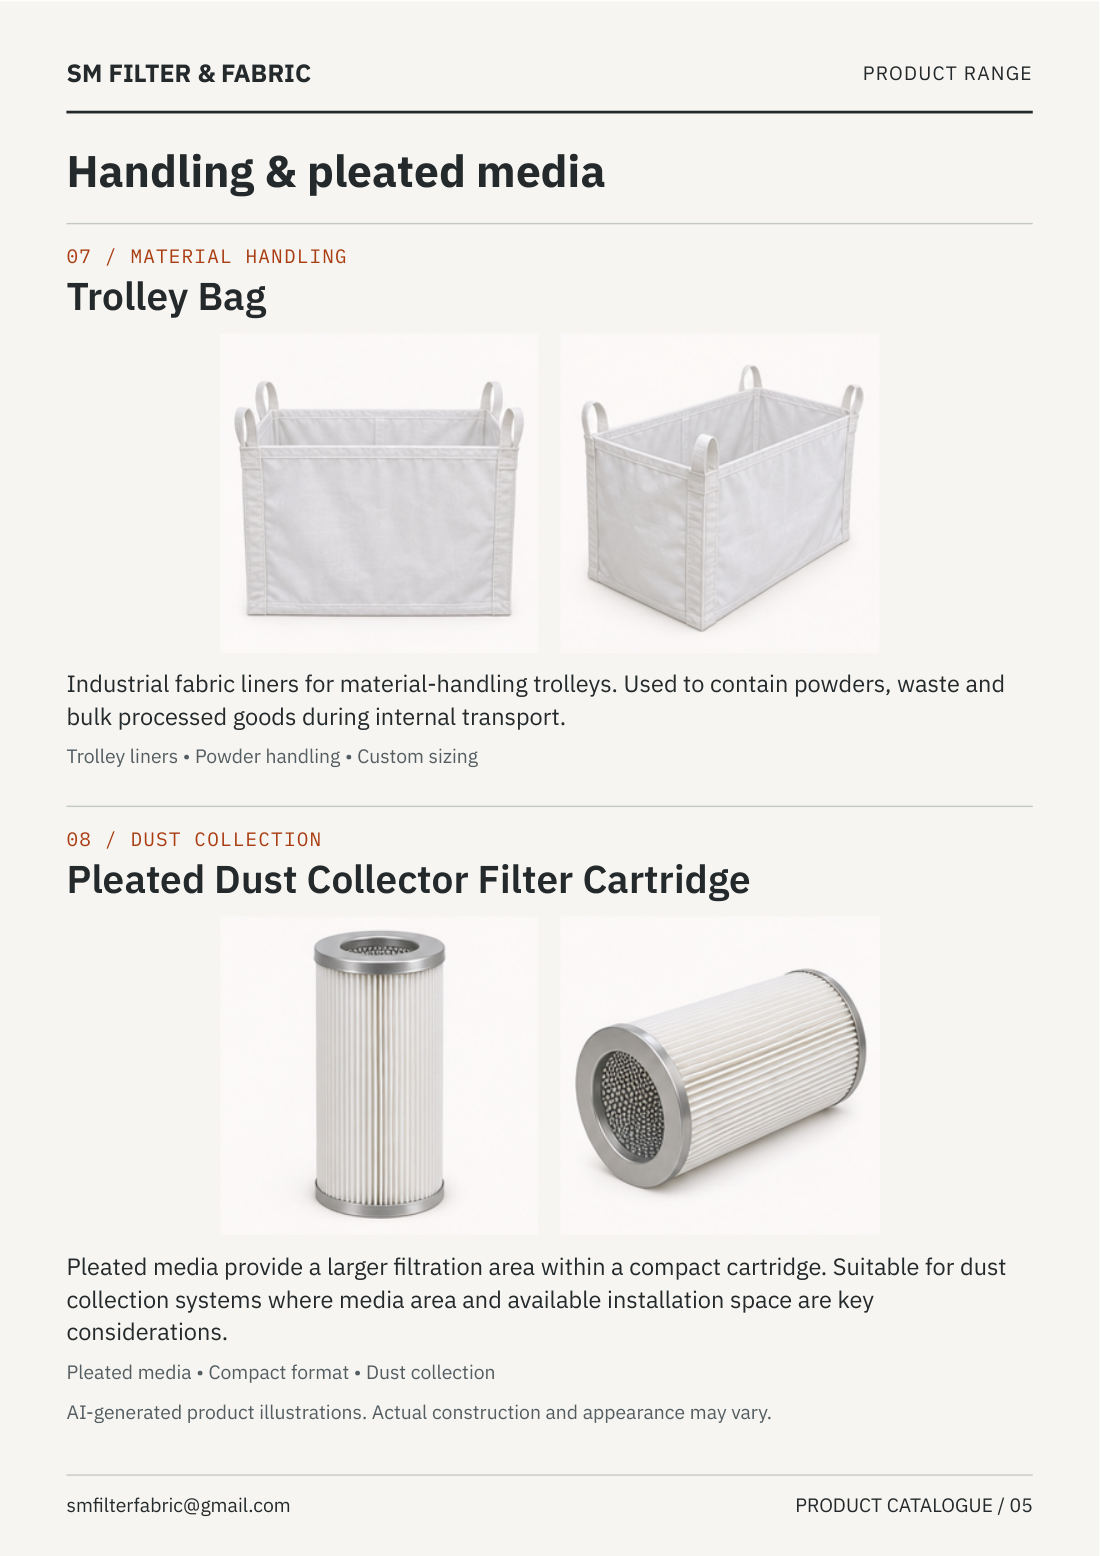 SM FILTER & FABRIC
PRODUCT RANGE
Handling & pleated media
07 / MATERIAL HANDLING
Trolley Bag
Industrial fabric liners for material-handling trolleys. Used to contain powders, waste and
bulk processed goods during internal transport.
Trolley liners • Powder handling • Custom sizing
08 / DUST COLLECTION
Pleated Dust Collector Filter Cartridge
Pleated media provide a larger filtration area within a compact cartridge. Suitable for dust
collection systems where media area and available installation space are key
considerations.
Pleated media • Compact format • Dust collection
AI-generated product illustrations. Actual construction and appearance may vary.
smfilterfabric@gmail.com
PRODUCT CATALOGUE / 05